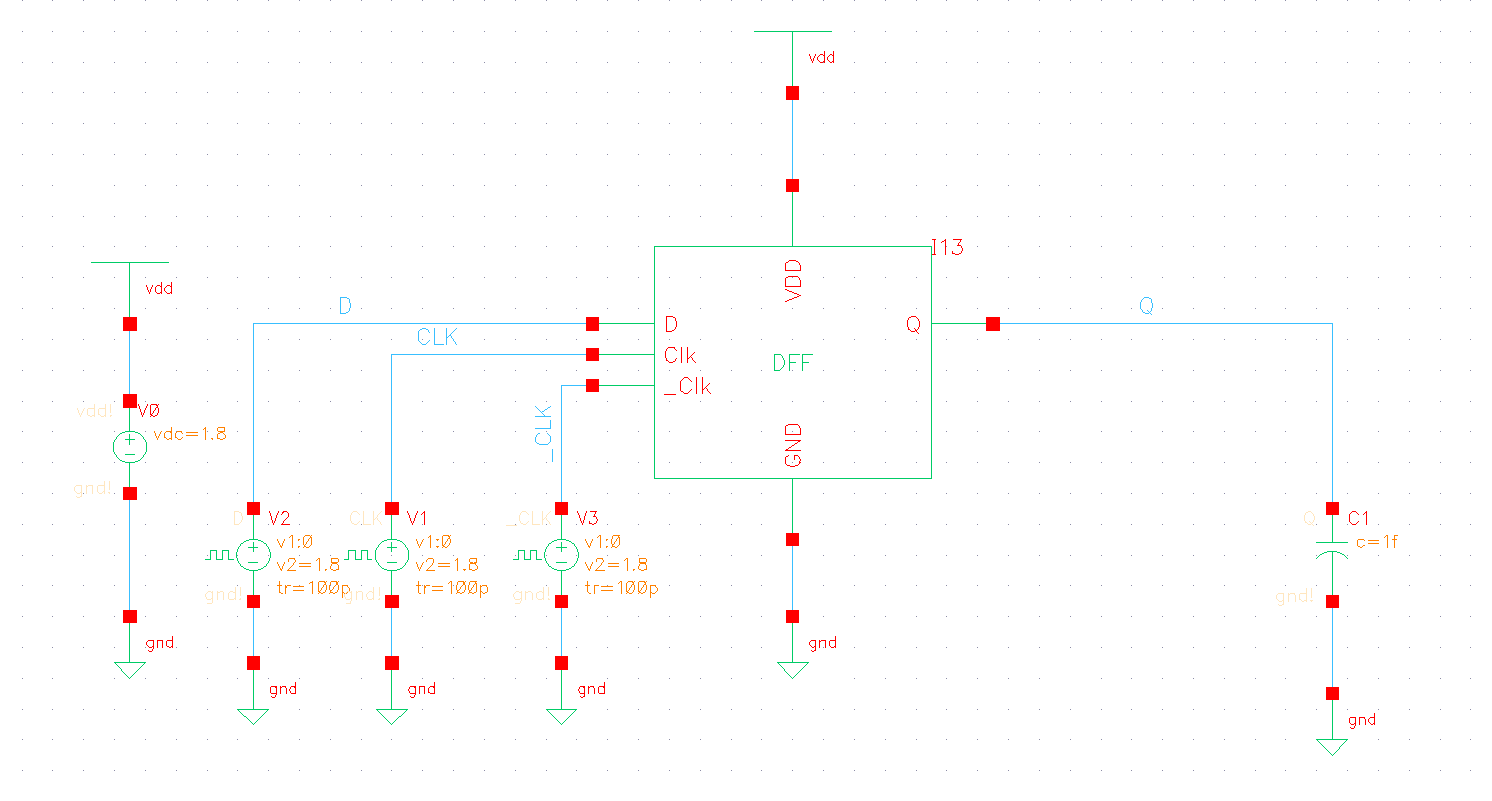 vdd
I13
VDD
vdd
D
Q
D
Q
CLK
Clk
DFF
_Clk
vdd!
V0
_CLK
vdc=1.8
GND
gnd!
D
V2
CLK
V1
_CLK
V3
Q
C1
v1:0
v1:0
v1:0
c=1f
v2=1.8
v2=1.8
v2=1.8
tr=100p
tr=100p
tr=100p
gnd!
gnd!
gnd!
gnd!
gnd
gnd
gnd
gnd
gnd
gnd